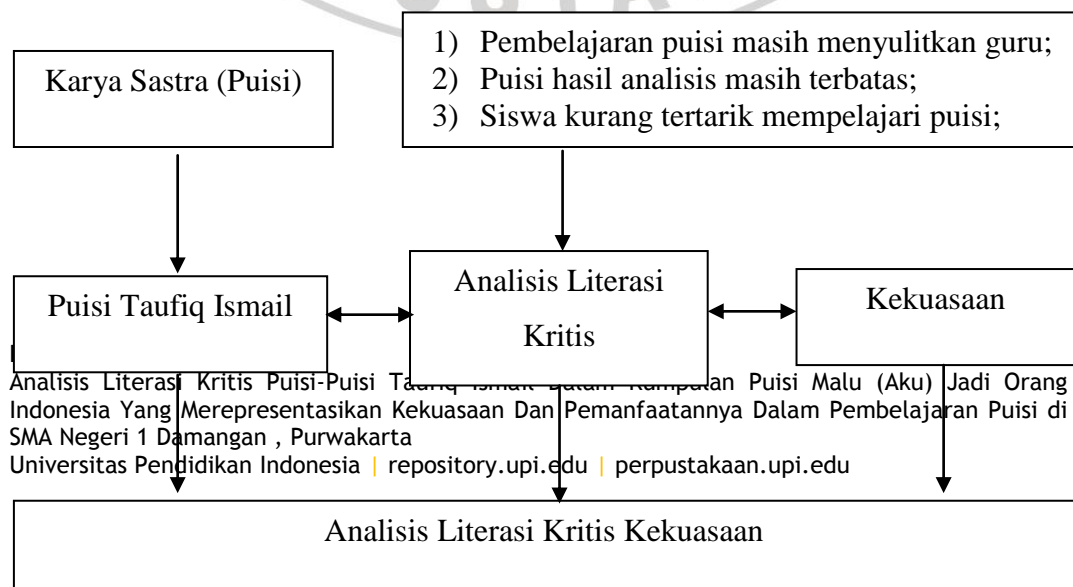 1) Pembelajaran puisi masih menyulitkan guru;
Karya Sastra (Puisi)
2) Puisi hasil analisis masih terbatas;
3) Siswa kurang tertarik mempelajari puisi;
Analisis Literasi
Puisi Taufiq Ismail
Kekuasaan
Kritis
Analisis Literasi Kritis Puisi-Puisi Taufiq Ismail Dalam Kumpulan Puisi Malu (Aku) Jadi Orang
Indonesia Yang Merepresentasikan Kekuasaan Dan Pemanfaatannya Dalam Pembelajaran Puisi di
SMA Negeri 1 Damangan , Purwakarta
Universitas Pendidikan Indonesia | repository.upi.edu | perpustakaan.upi.edu
Analisis Literasi Kritis Kekuasaan